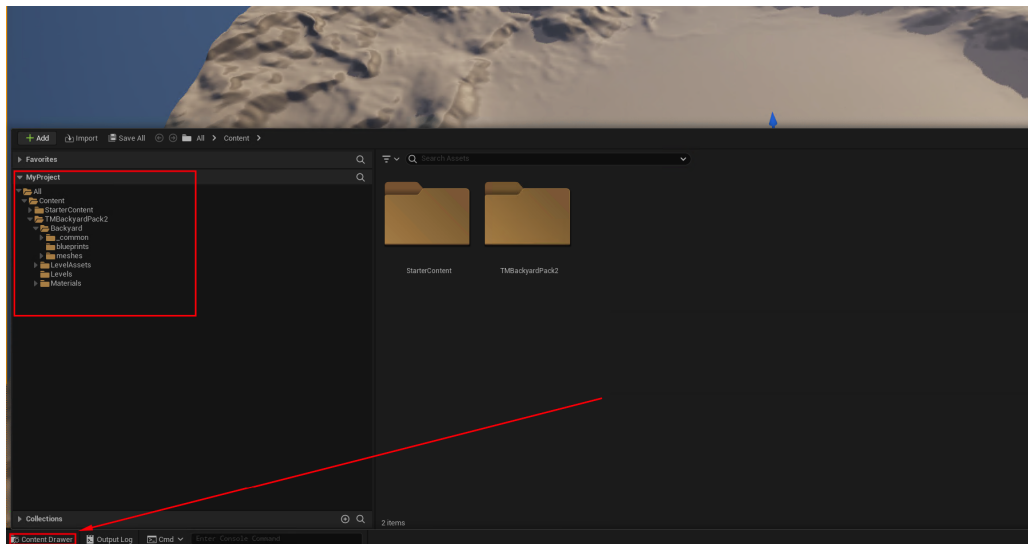 + Add Import Save All All > Content >
Favorites
Search Assets
MyProject
All
Content
StarterContent
TMBackyardPack2
Backyard
_common
blueprints
meshes
LevelAssets
Levels
Materials
StarterContent TMBackyardPack2
Collections
2 items
Content Drawer Output Log Cmd Enter Console Command